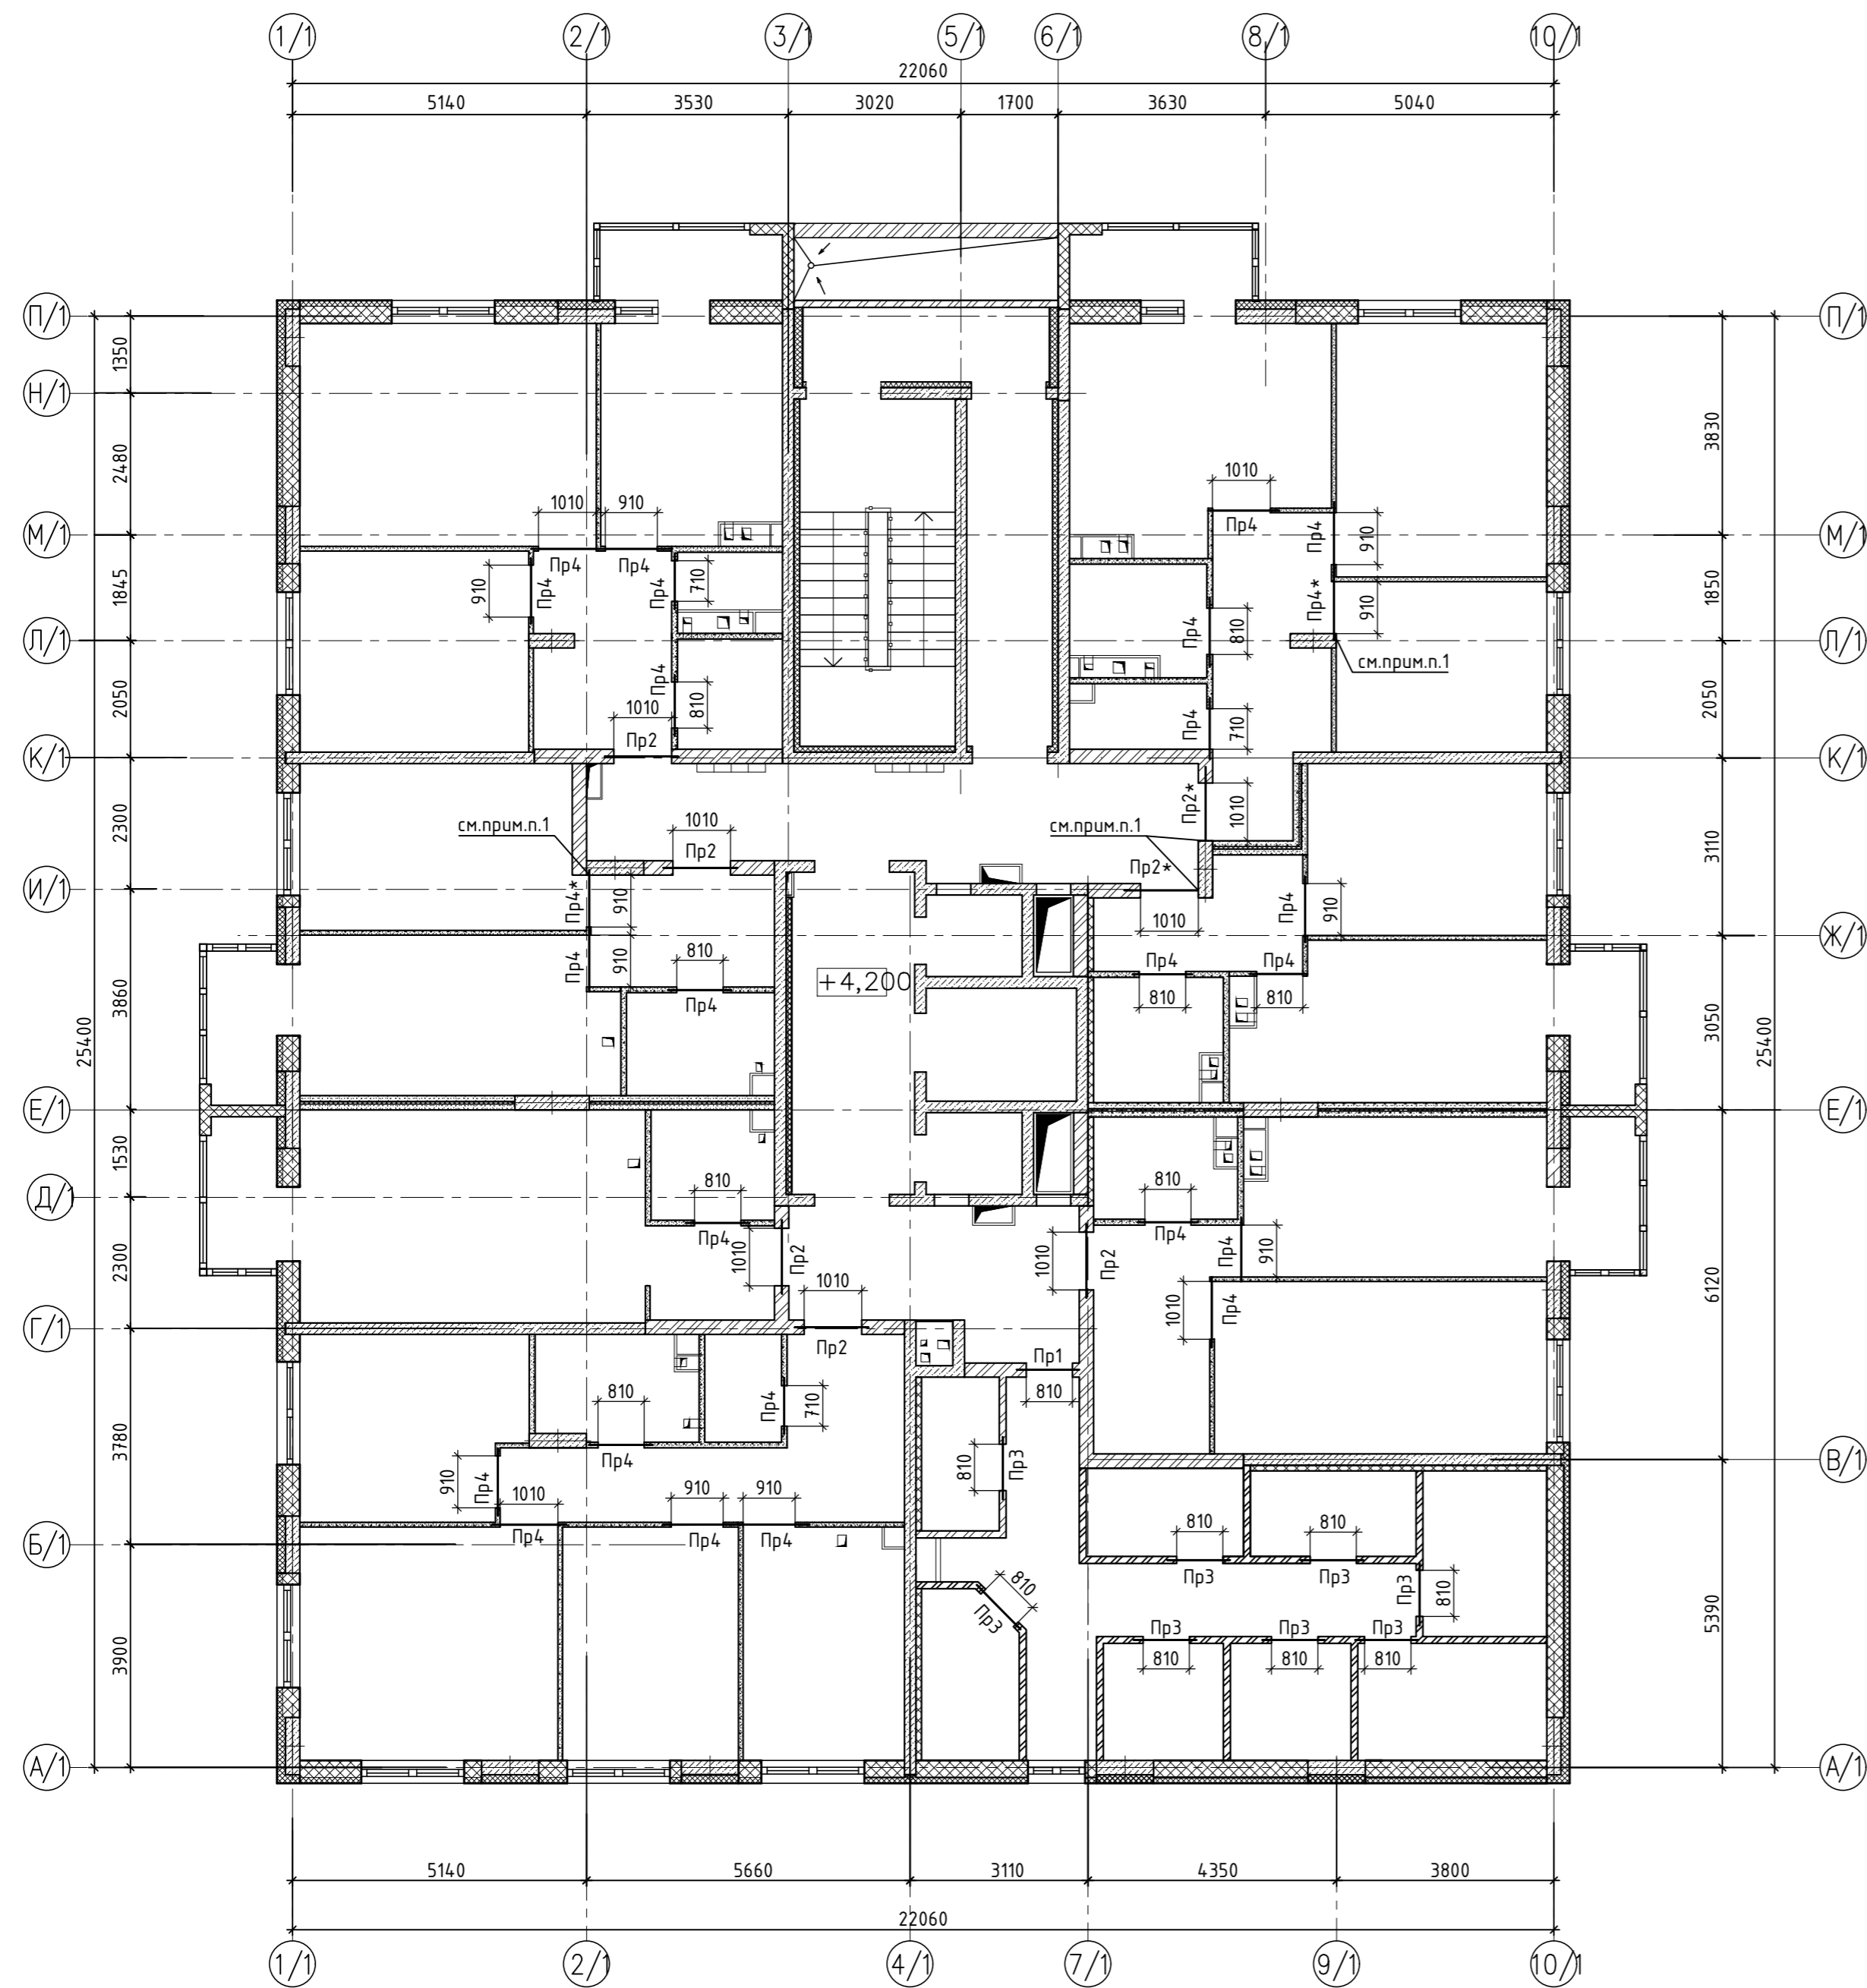 1/1 2/1 3/1 5/1 6/1 8/1 10/1
22060
5140 3530 3020 1700 3630 5040
П/1 П/1
1350
Н/1
2480 3830
1010
1010 910 Пр4 Пр4 910
М/1 М/1
Пр4 Пр4
910 Пр4 Пр4 710
1845 1850
Пр4* 910
Пр4 810
Л/1 Л/1
см.прим.п.1
2050 2050
Пр4 810
1010 Пр4 710
Пр2
К/1 К/1
2300 3110
Пр2* 1010
см.прим.п.1 1010 см.прим.п.1
Пр2 Пр2*
И/1
Пр4* 910 1010 Пр4 910
Ж/1
Пр4 910 810 Пр4 Пр4
+4,200
Пр4 810 810
3860 3050
25400 25400
Е/1 Е/1
1530
810 810
Д/1
Пр4 Пр4
1010 Пр2 1010 Пр2 Пр4 910
2300 6120
1010 1010 Пр4
Г/1
Пр2 Пр1
810 Пр4 710 810
3780
Пр4
910 Пр4 810 Пр3
В/1
1010 910 910
Пр4 Пр4 Пр4 810 810
Б/1
Пр3 Пр3
810 Пр3 810
Пр3
5390
3900 Пр3 Пр3 Пр3
810 810 810
А/1 А/1
5140 5660 3110 4350 3800
22060
1/1 2/1 4/1 7/1 9/1 10/1